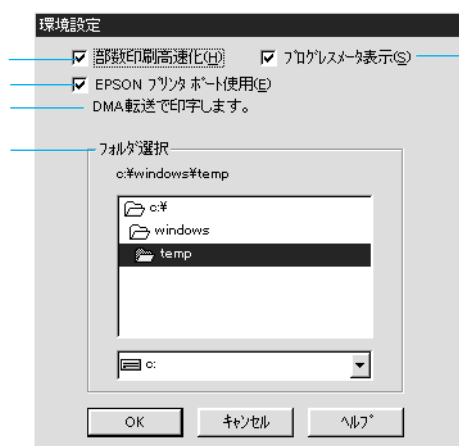 環境設定
部数印刷高速化(H) プログレスメータ表示(S)
EPSON プリンタ ポート使用(E)
DMA転送で印字します。
フォルダ選択
c:¥windows¥temp
c:¥
windows
temp
c:
OK キャンセル ヘルプ